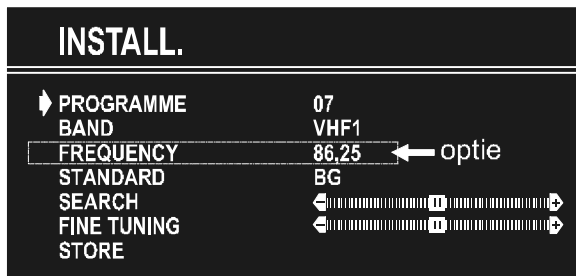 INSTALL.
PROGRAMME 07
BAND VHF1
FREQUENCY 86,25 optie
STANDARD BG
SEARCH
FINE TUNING
STORE